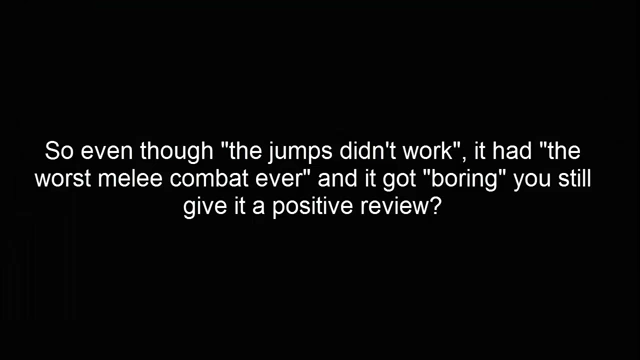 So even though "the jumps didn't work", it had "the
worst melee combat ever" and it got "boring" you still
give it a positive review?